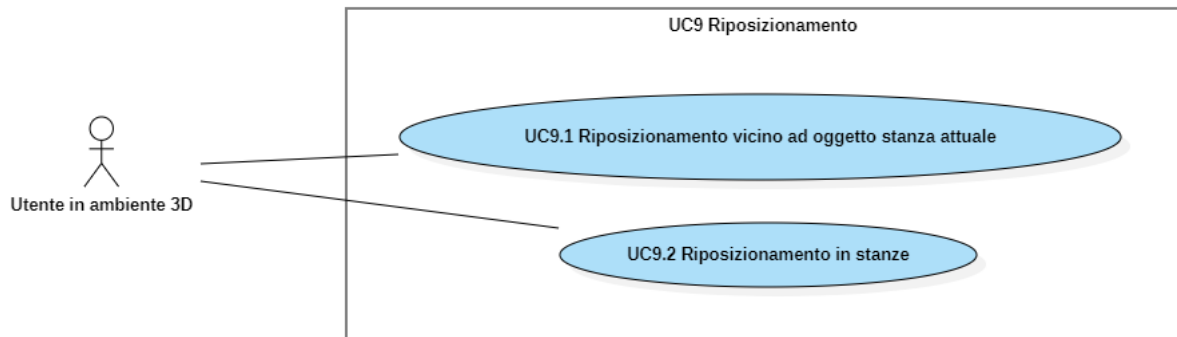 UC9 Riposizionamento
UC9.1 Riposizionamento vicino ad oggetto stanza attuale
Utente in ambiente 3D
UC9.2 Riposizionamento in stanze